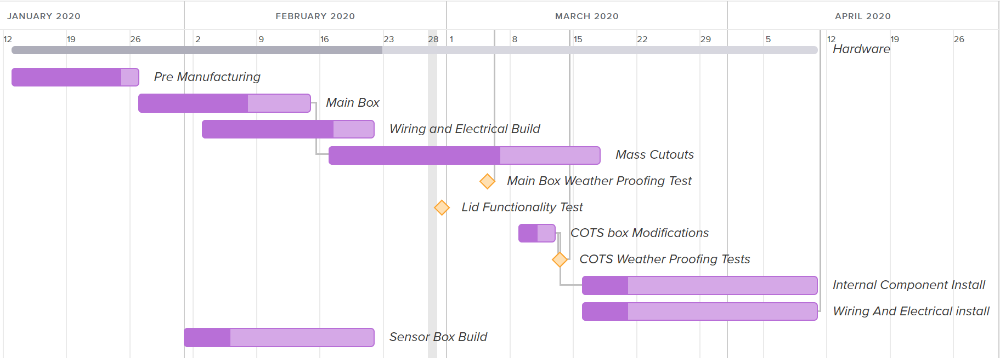 JANUARY 2020 FEBRUARY 2020 MARCH 2020 APRIL 2020
12 19 26 2 9 16 23 28 1 8 15 22 29 5 12 19 26
Hardware
Pre Manufacturing
Main Box
Wiring and Electrical Build
Mass Cutouts
Main Box Weather Proofing Test
Lid Functionality Test
COTS box Modifications
COTS Weather Proofing Tests
Internal Component Install
Wiring And Electrical install
Sensor Box Build